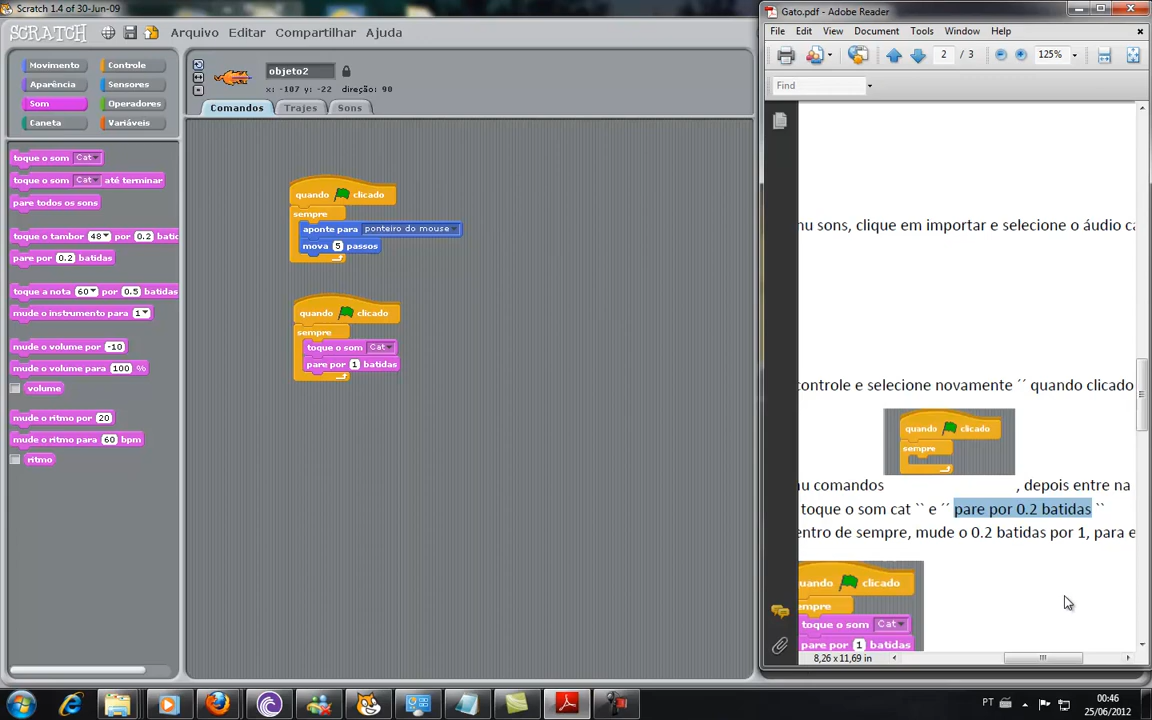 Scratch 1.4 of 30-Jun-09
SCRATCH
Arquivo
Editar
Compartilhar
Ajuda
Movimento
Controle
Aparência
Sensores
Som
Operadores
Caneta
Variáveis
objeto2
x: -107 y: -22 direção: 90
Comandos
Trajes
Sons
toque o som Cat
toque o som Cat até terminar
pare todos os sons
toque o tambor 48 por 0.2 batic
pare por 0.2 batidas
toque a nota 60 por 0.5 batidas
mude o instrumento para 1
mude o volume por -10
mude o volume para 100 %
volume
mude o ritmo por 20
mude o ritmo para 60 bpm
ritmo
quando clicado
sempre
aponte para ponteiro do mouse
mova 5 passos
quando clicado
sempre
toque o som Cat
pare por 1 batidas
Gato.pdf - Adobe Reader
File Edit View Document Tools Window Help
2 / 3
125%
Find
nu sons, clique em importar e selecione o áudio ca
controle e selecione novamente ´´ quando clicado
quando clicado
sempre
nu comandos , depois entre na
toque o som cat `` e ´´ pare por 0.2 batidas ``
entro de sempre, mude o 0.2 batidas por 1, para e
uando clicado
empre
toque o som Cat
pare por 1 batidas
8,26 x 11,69 in
PT
00:46
25/06/2012